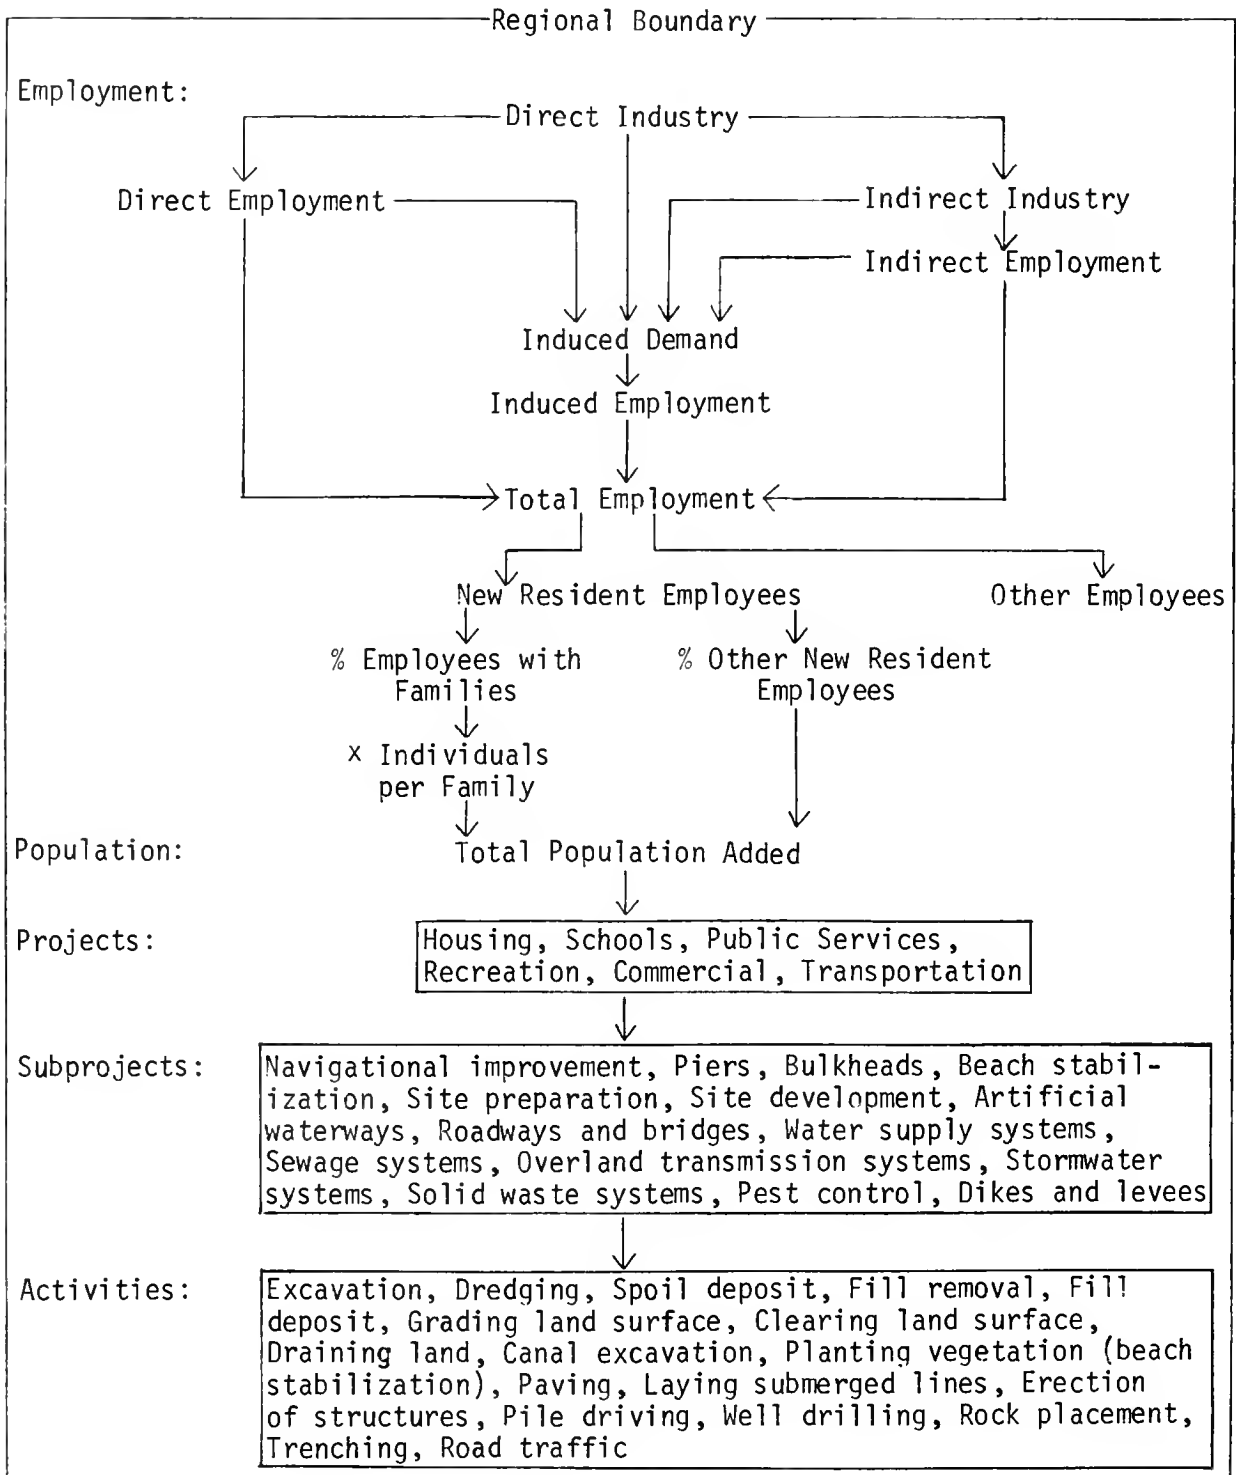 Regional Boundary
Employment:
Direct Industry
Direct Employment
Indirect Industry
Indirect Employment
Induced Demand
Induced Employment
Total Employment
New Resident Employees
Other Employees
% Employees with
Families
% Other New Resident
Employees
x Individuals
per Family
Population:
Total Population Added
Projects:
Housing, Schools, Public Services,
Recreation, Commercial, Transportation
Subprojects:
Navigational improvement, Piers, Bulkheads, Beach stabil-
ization, Site preparation, Site development, Artificial
waterways, Roadways and bridges, Water supply systems,
Sewage systems, Overland transmission systems, Stormwater
systems, Solid waste systems, Pest control, Dikes and levees
Activities:
Excavation, Dredging, Spoil deposit, Fill removal, Fill
deposit, Grading land surface, Clearing land surface,
Draining land, Canal excavation, Planting vegetation (beach
stabilization), Paving, Laying submerged lines, Erection
of structures, Pile driving, Well drilling, Rock placement,
Trenching, Road traffic